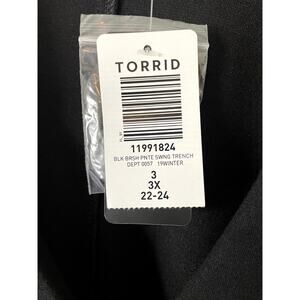 TORRID
11991824
BLK BRSH PNTE SWNG TRENCH
DEPT 0057 19WINTER
3
3X
22-24